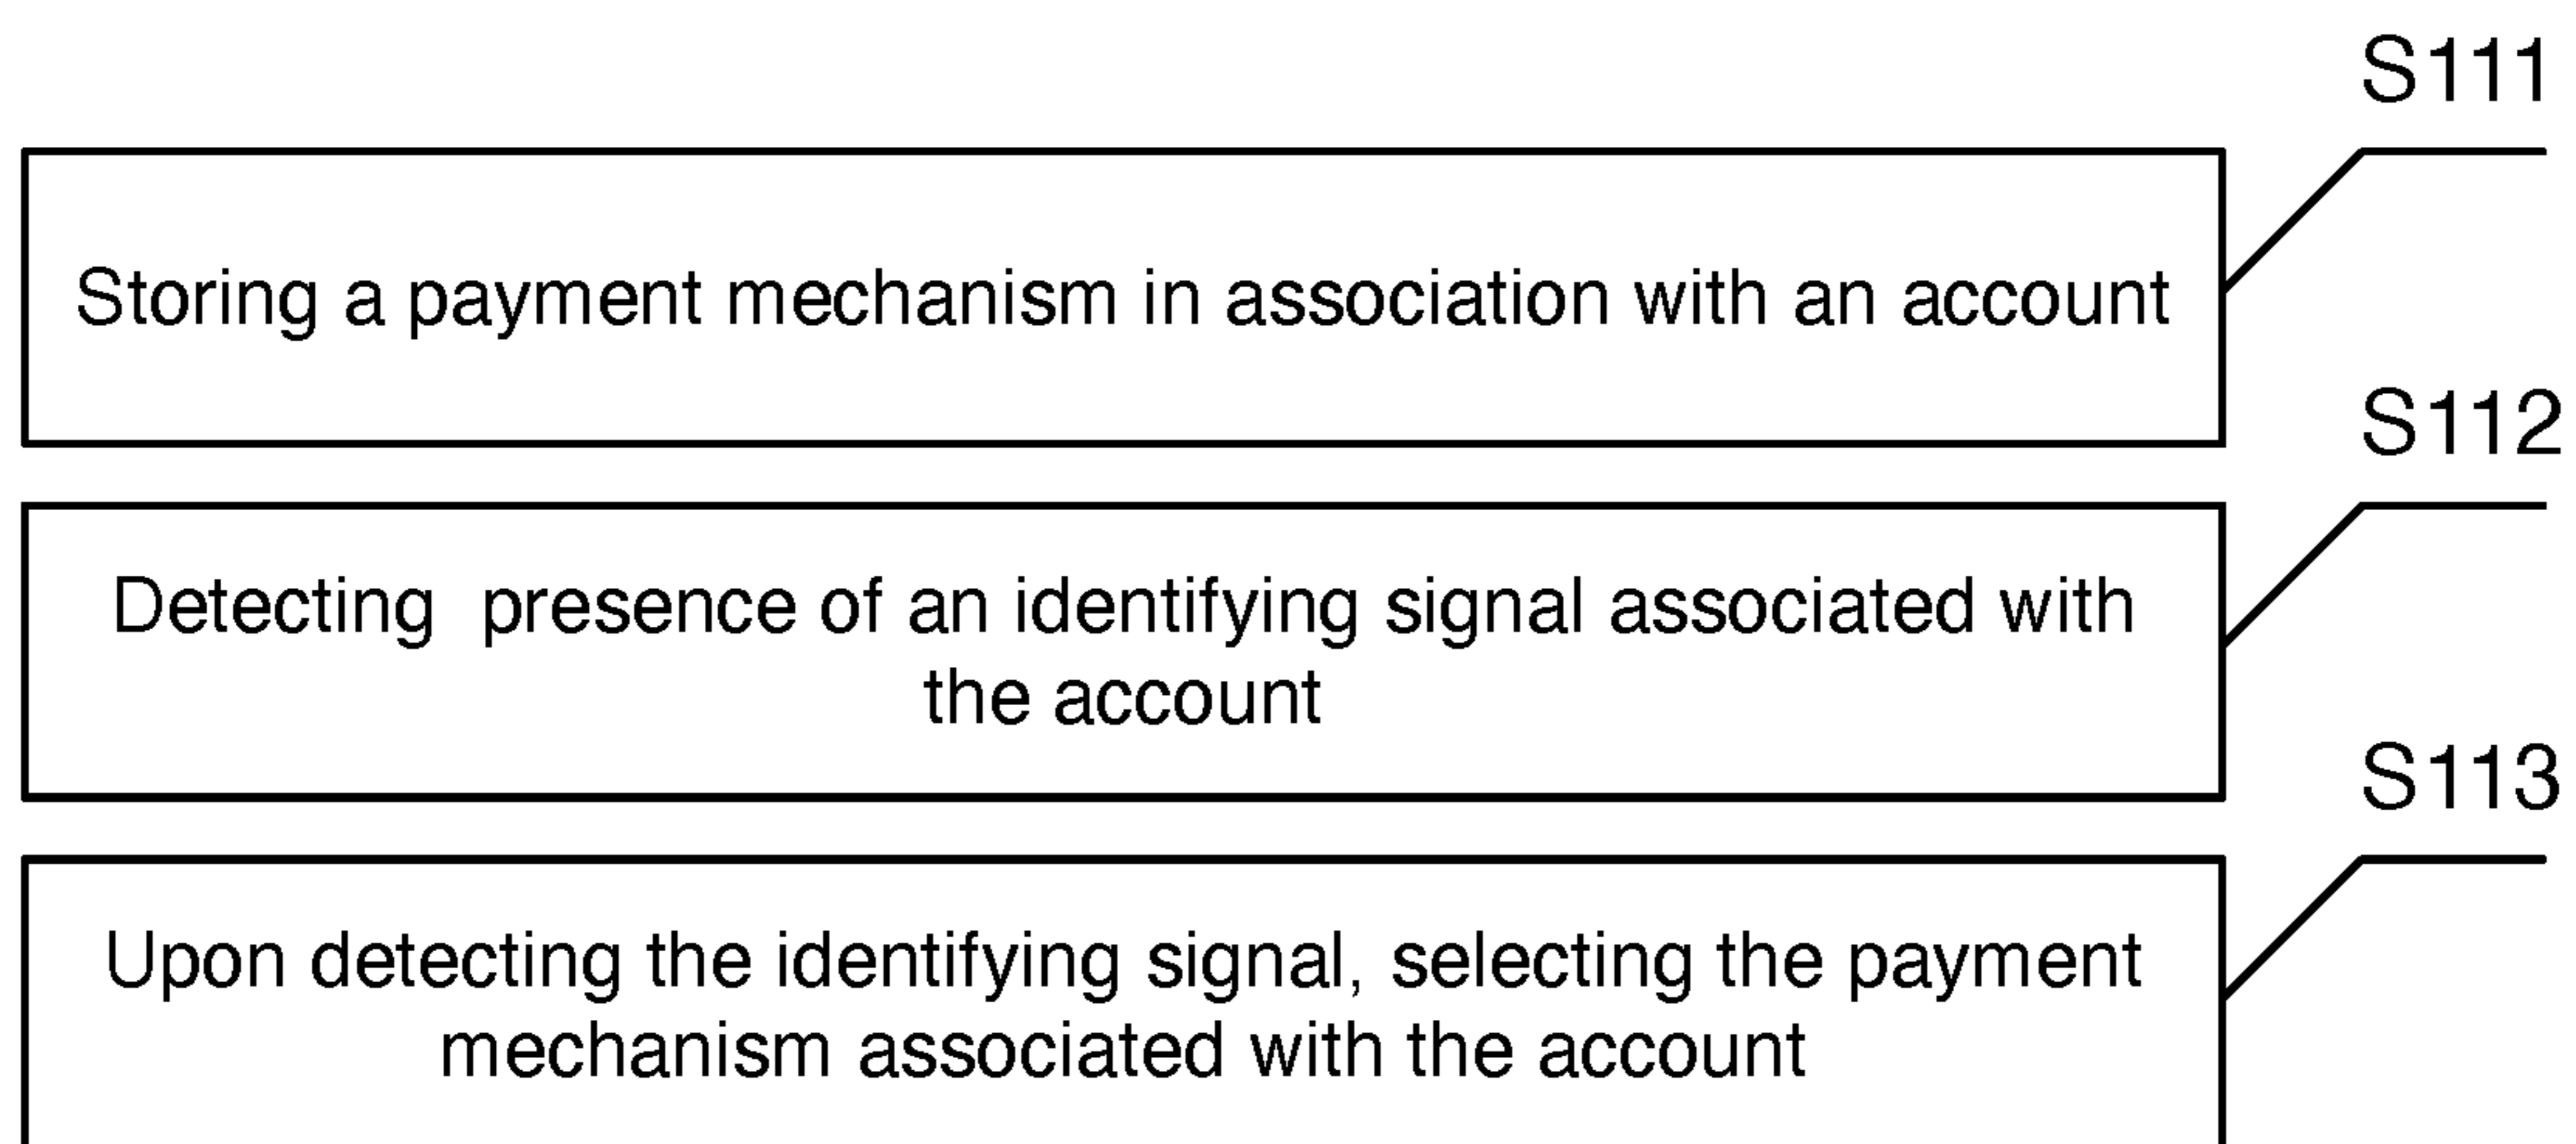 S111
Storing a payment mechanism in association with an account
S112
Detecting presence of an identifying signal associated with
the account
S113
Upon detecting the identifying signal, selecting the payment
mechanism associated with the account